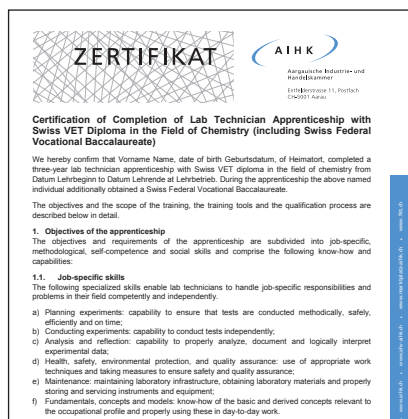 ZERTIFIKAT
AIHK
Aargauische Industrie- und
Handelskammer
Entfelderstrasse 11, Postfach
CH-5001 Aarau
Certification of Completion of Lab Technician Apprenticeship with
Swiss VET Diploma in the Field of Chemistry (including Swiss Federal
Vocational Baccalaureate)
We hereby confirm that Vorname Name, date of birth Geburtsdatum, of Heimatort, completed a
three-year lab technician apprenticeship with Swiss VET diploma in the field of chemistry from
Datum Lehrbeginn to Datum Lehrende at Lehrbetrieb. During the apprenticeship the above named
individual additionally obtained a Swiss Federal Vocational Baccalaureate.
The objectives and the scope of the training, the training tools and the qualification process are
described below in detail.
1. Objectives of the apprenticeship
The objectives and requirements of the apprenticeship are subdivided into job-specific,
methodological, self-competence and social skills and comprise the following know-how and
capabilities:
1.1. Job-specific skills
The following specialized skills enable lab technicians to handle job-specific responsibilities and
problems in their field competently and independently.
a) Planning experiments: capability to ensure that tests are conducted methodically, safely,
efficiently and on time;
b) Conducting experiments: capability to conduct tests independently;
c) Analysis and reflection: capability to properly analyze, document and logically interpret
experimental data;
d) Health, safety, environmental protection, and quality assurance: use of appropriate work
techniques and taking measures to ensure safety and quality assurance;
e) Maintenance: maintaining laboratory infrastructure, obtaining laboratory materials and properly
storing and servicing instruments and equipment;
f) Fundamentals, concepts and models: know-how of the basic and derived concepts relevant to
the occupational profile and properly using these in day-to-day work.